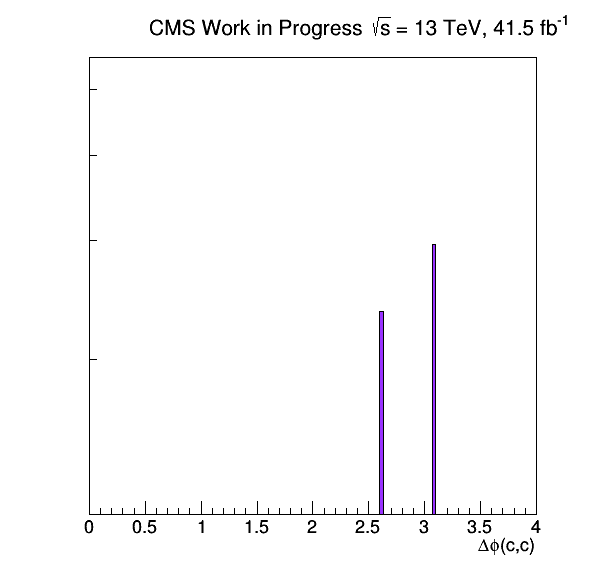 CMS Work in Progress √s = 13 TeV, 41.5 fb⁻¹
0 0.5 1 1.5 2 2.5 3 3.5 4
Δϕ(c,c)